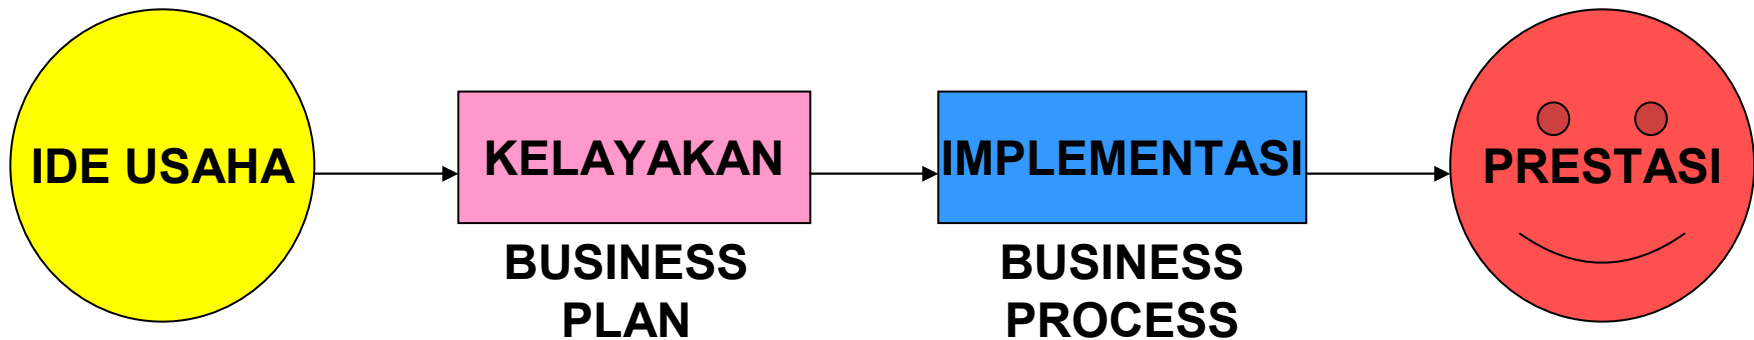 IDE USAHA
KELAYAKAN
IMPLEMENTASI
PRESTASI
BUSINESS
PLAN
BUSINESS
PROCESS